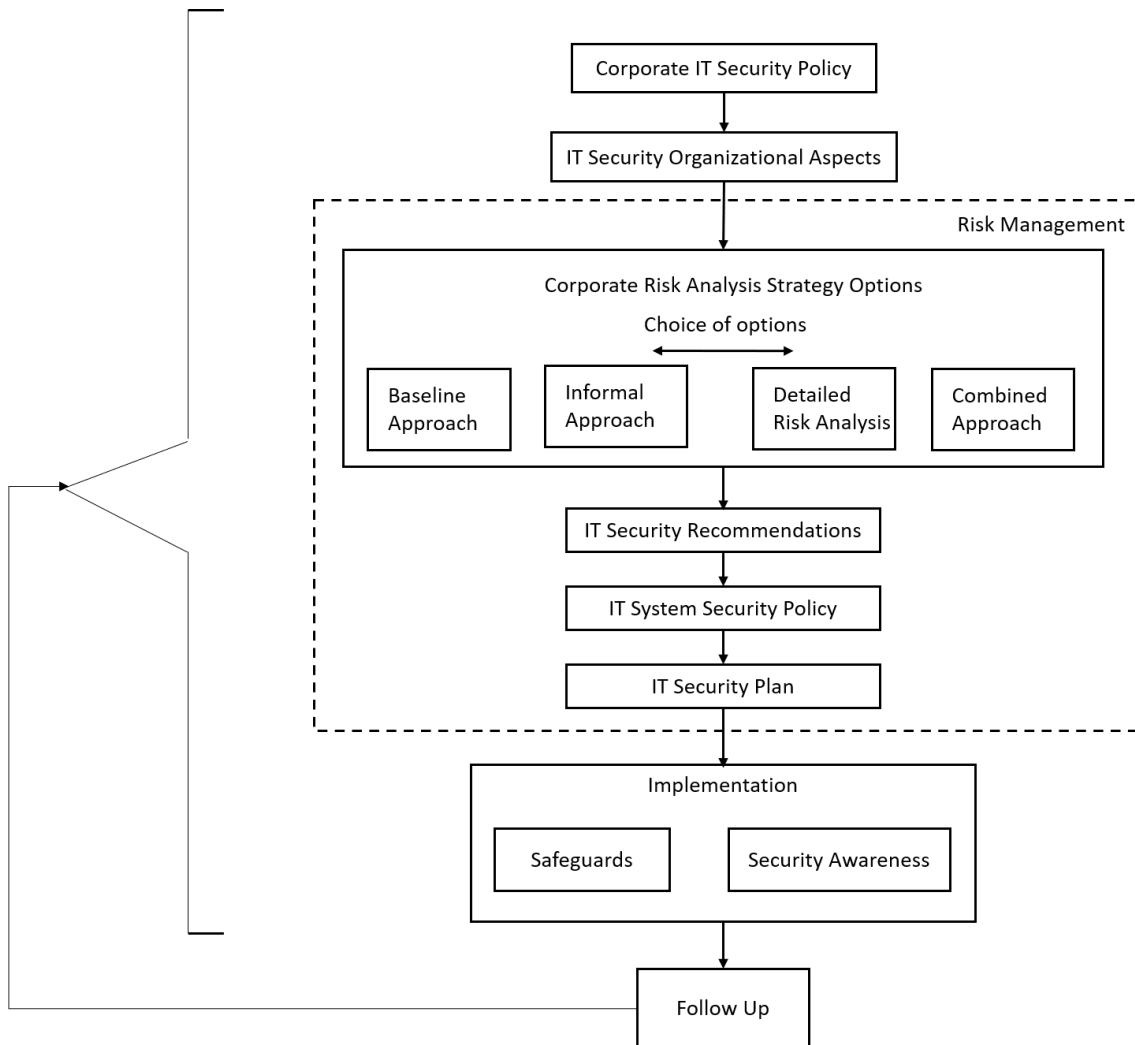 Corporate IT Security Policy
IT Security Organizational Aspects
Risk Management
Corporate Risk Analysis Strategy Options
Choice of options
Baseline
Approach
Informal
Approach
Detailed
Risk Analysis
Combined
Approach
IT Security Recommendations
IT System Security Policy
IT Security Plan
Implementation
Safeguards
Security Awareness
Follow Up